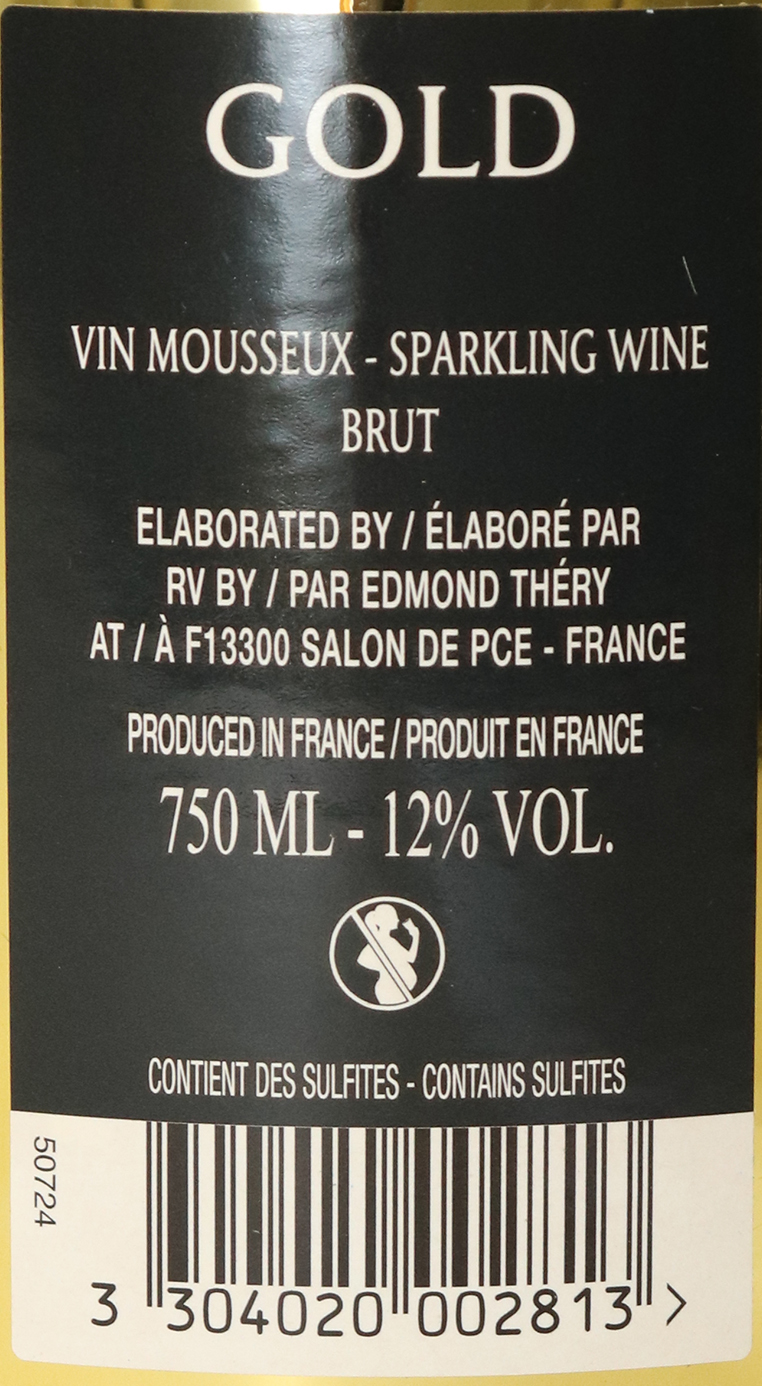 GOLD
VIN MOUSSEUX - SPARKLING WINE
BRUT
ELABORATED BY / ÉLABORÉ PAR
RV BY / PAR EDMOND THÉRY
AT / À F13300 SALON DE PCE - FRANCE
PRODUCED IN FRANCE / PRODUIT EN FRANCE
750 ML - 12% VOL.
CONTIENT DES SULFITES - CONTAINS SULFITES
50724
3 304020 002813 >